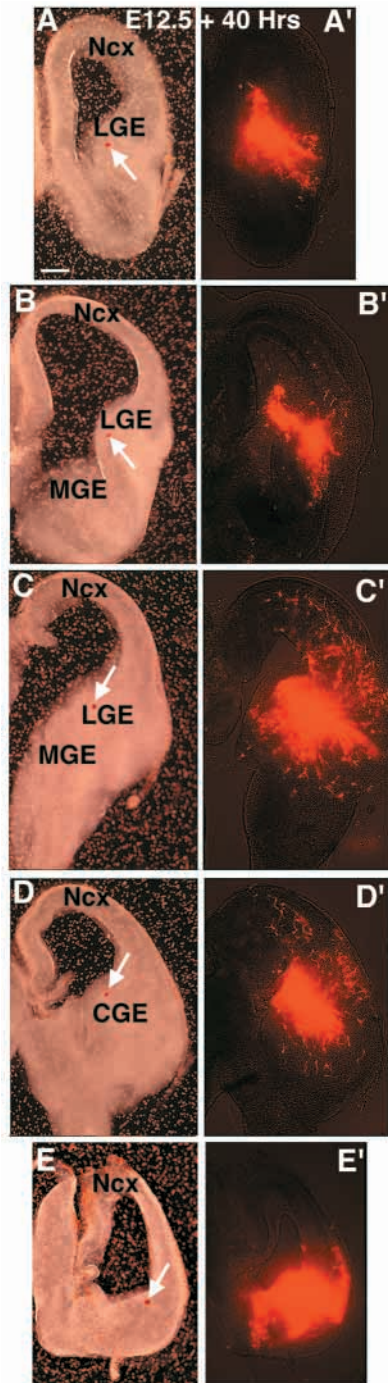 A E12.5 + 40 Hrs A'
Ncx
LGE
B B'
Ncx
LGE
MGE
C C'
Ncx
LGE
MGE
D D'
Ncx
CGE
E E'
Ncx